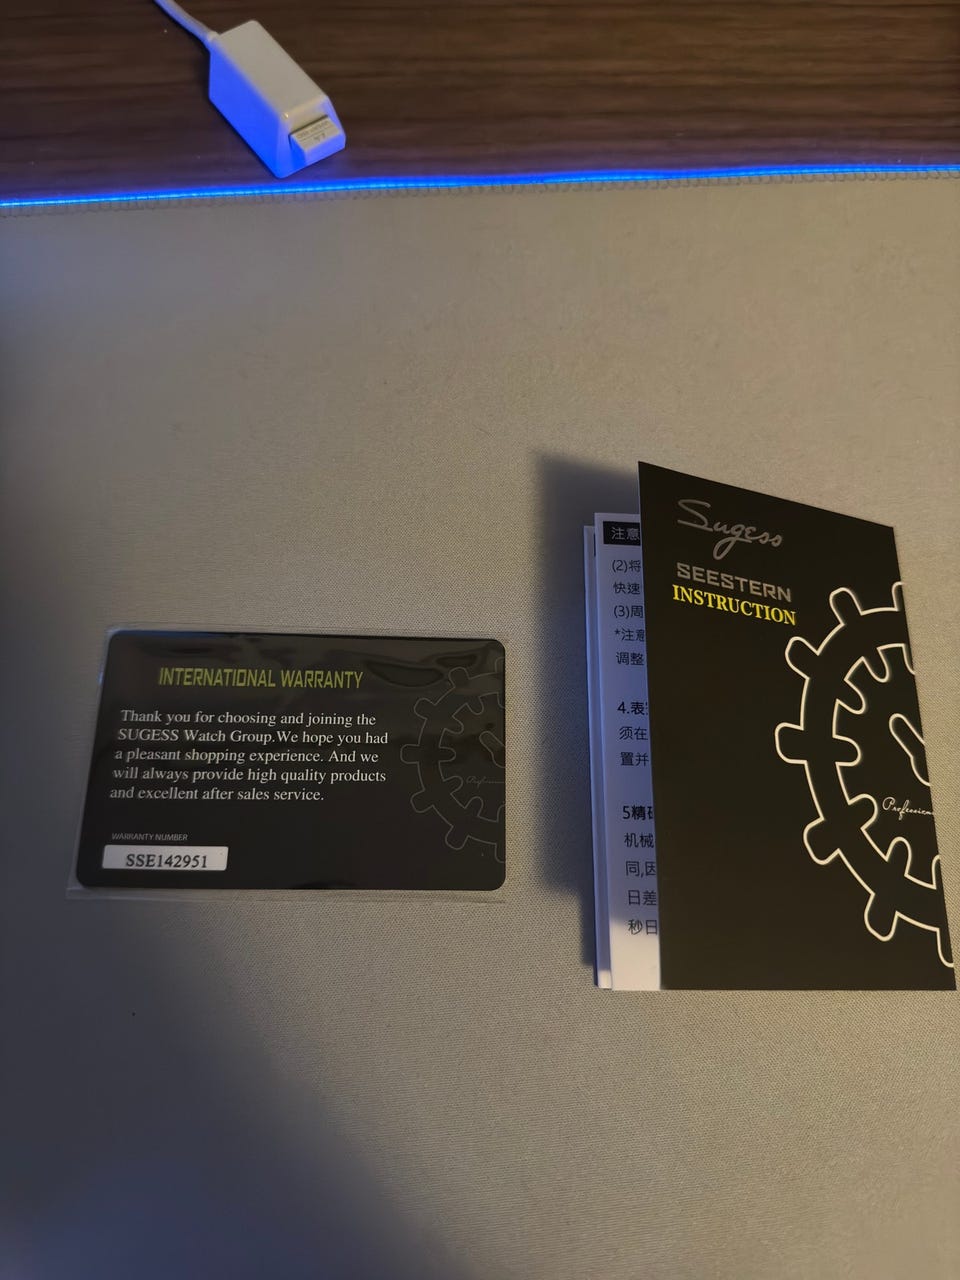 INTERNATIONAL WARRANTY
Thank you for choosing and joining the
SUGESS Watch Group.We hope you had
a pleasant shopping experience. And we
will always provide high quality products
and excellent after sales service.
WARRANTY NUMBER
SSE142951
Sugess
SEESTERN
INSTRUCTION
注意
(2)将
快速
(3)周
*注意
调整
4.表
须在
置并
5精
机械
同,因
日差
秒日